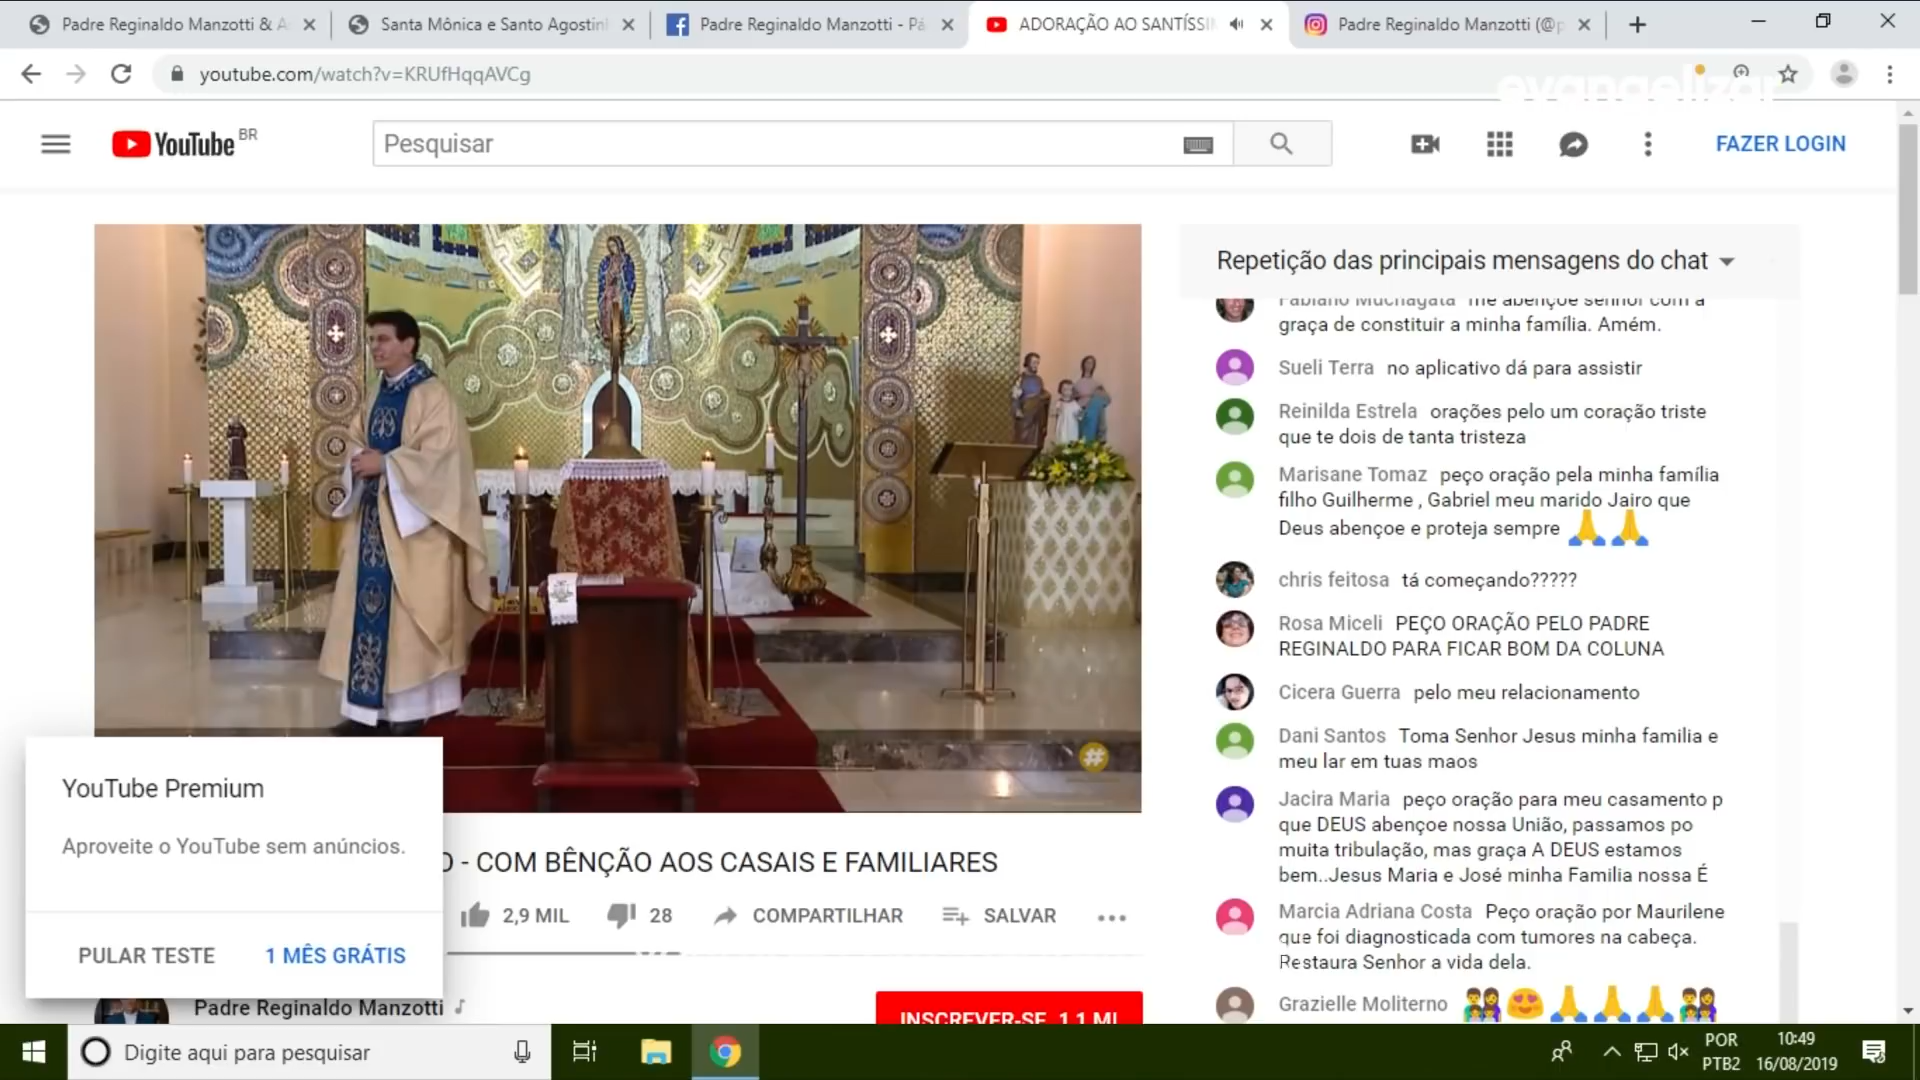 Padre Reginaldo Manzotti & A
Santa Mônica e Santo Agostin
Padre Reginaldo Manzotti - Pá
ADORAÇÃO AO SANTÍSSI
Padre Reginaldo Manzotti (@p
youtube.com/watch?v=KRUfHqqAVCg
evangelizar
YouTube BR
Pesquisar
FAZER LOGIN
Repetição das principais mensagens do chat
Fabiano Muchagata me abençoe senhor com a
graça de constituir a minha família. Amém.
Sueli Terra no aplicativo dá para assistir
Reinilda Estrela orações pelo um coração triste
que te dois de tanta tristeza
Marisane Tomaz peço oração pela minha família
filho Guilherme , Gabriel meu marido Jairo que
Deus abençoe e proteja sempre 🙏🙏
chris feitosa tá começando?????
Rosa Miceli PEÇO ORAÇÃO PELO PADRE
REGINALDO PARA FICAR BOM DA COLUNA
Cicera Guerra pelo meu relacionamento
Dani Santos Toma Senhor Jesus minha familia e
meu lar em tuas maos
Jacira Maria peço oração para meu casamento p
que DEUS abençoe nossa União, passamos po
muita tribulação, mas graça A DEUS estamos
bem..Jesus Maria e José minha Familia nossa É
Marcia Adriana Costa Peço oração por Maurilene
que foi diagnosticada com tumores na cabeça.
Restaura Senhor a vida dela.
Grazielle Moliterno
#
YouTube Premium
Aproveite o YouTube sem anúncios.
PULAR TESTE
1 MÊS GRÁTIS
O - COM BÊNÇÃO AOS CASAIS E FAMILIARES
2,9 MIL
28
COMPARTILHAR
SALVAR
Padre Reginaldo Manzotti
INSCREVER-SE 1,1 MI
Digite aqui para pesquisar
POR
PTB2
10:49
16/08/2019